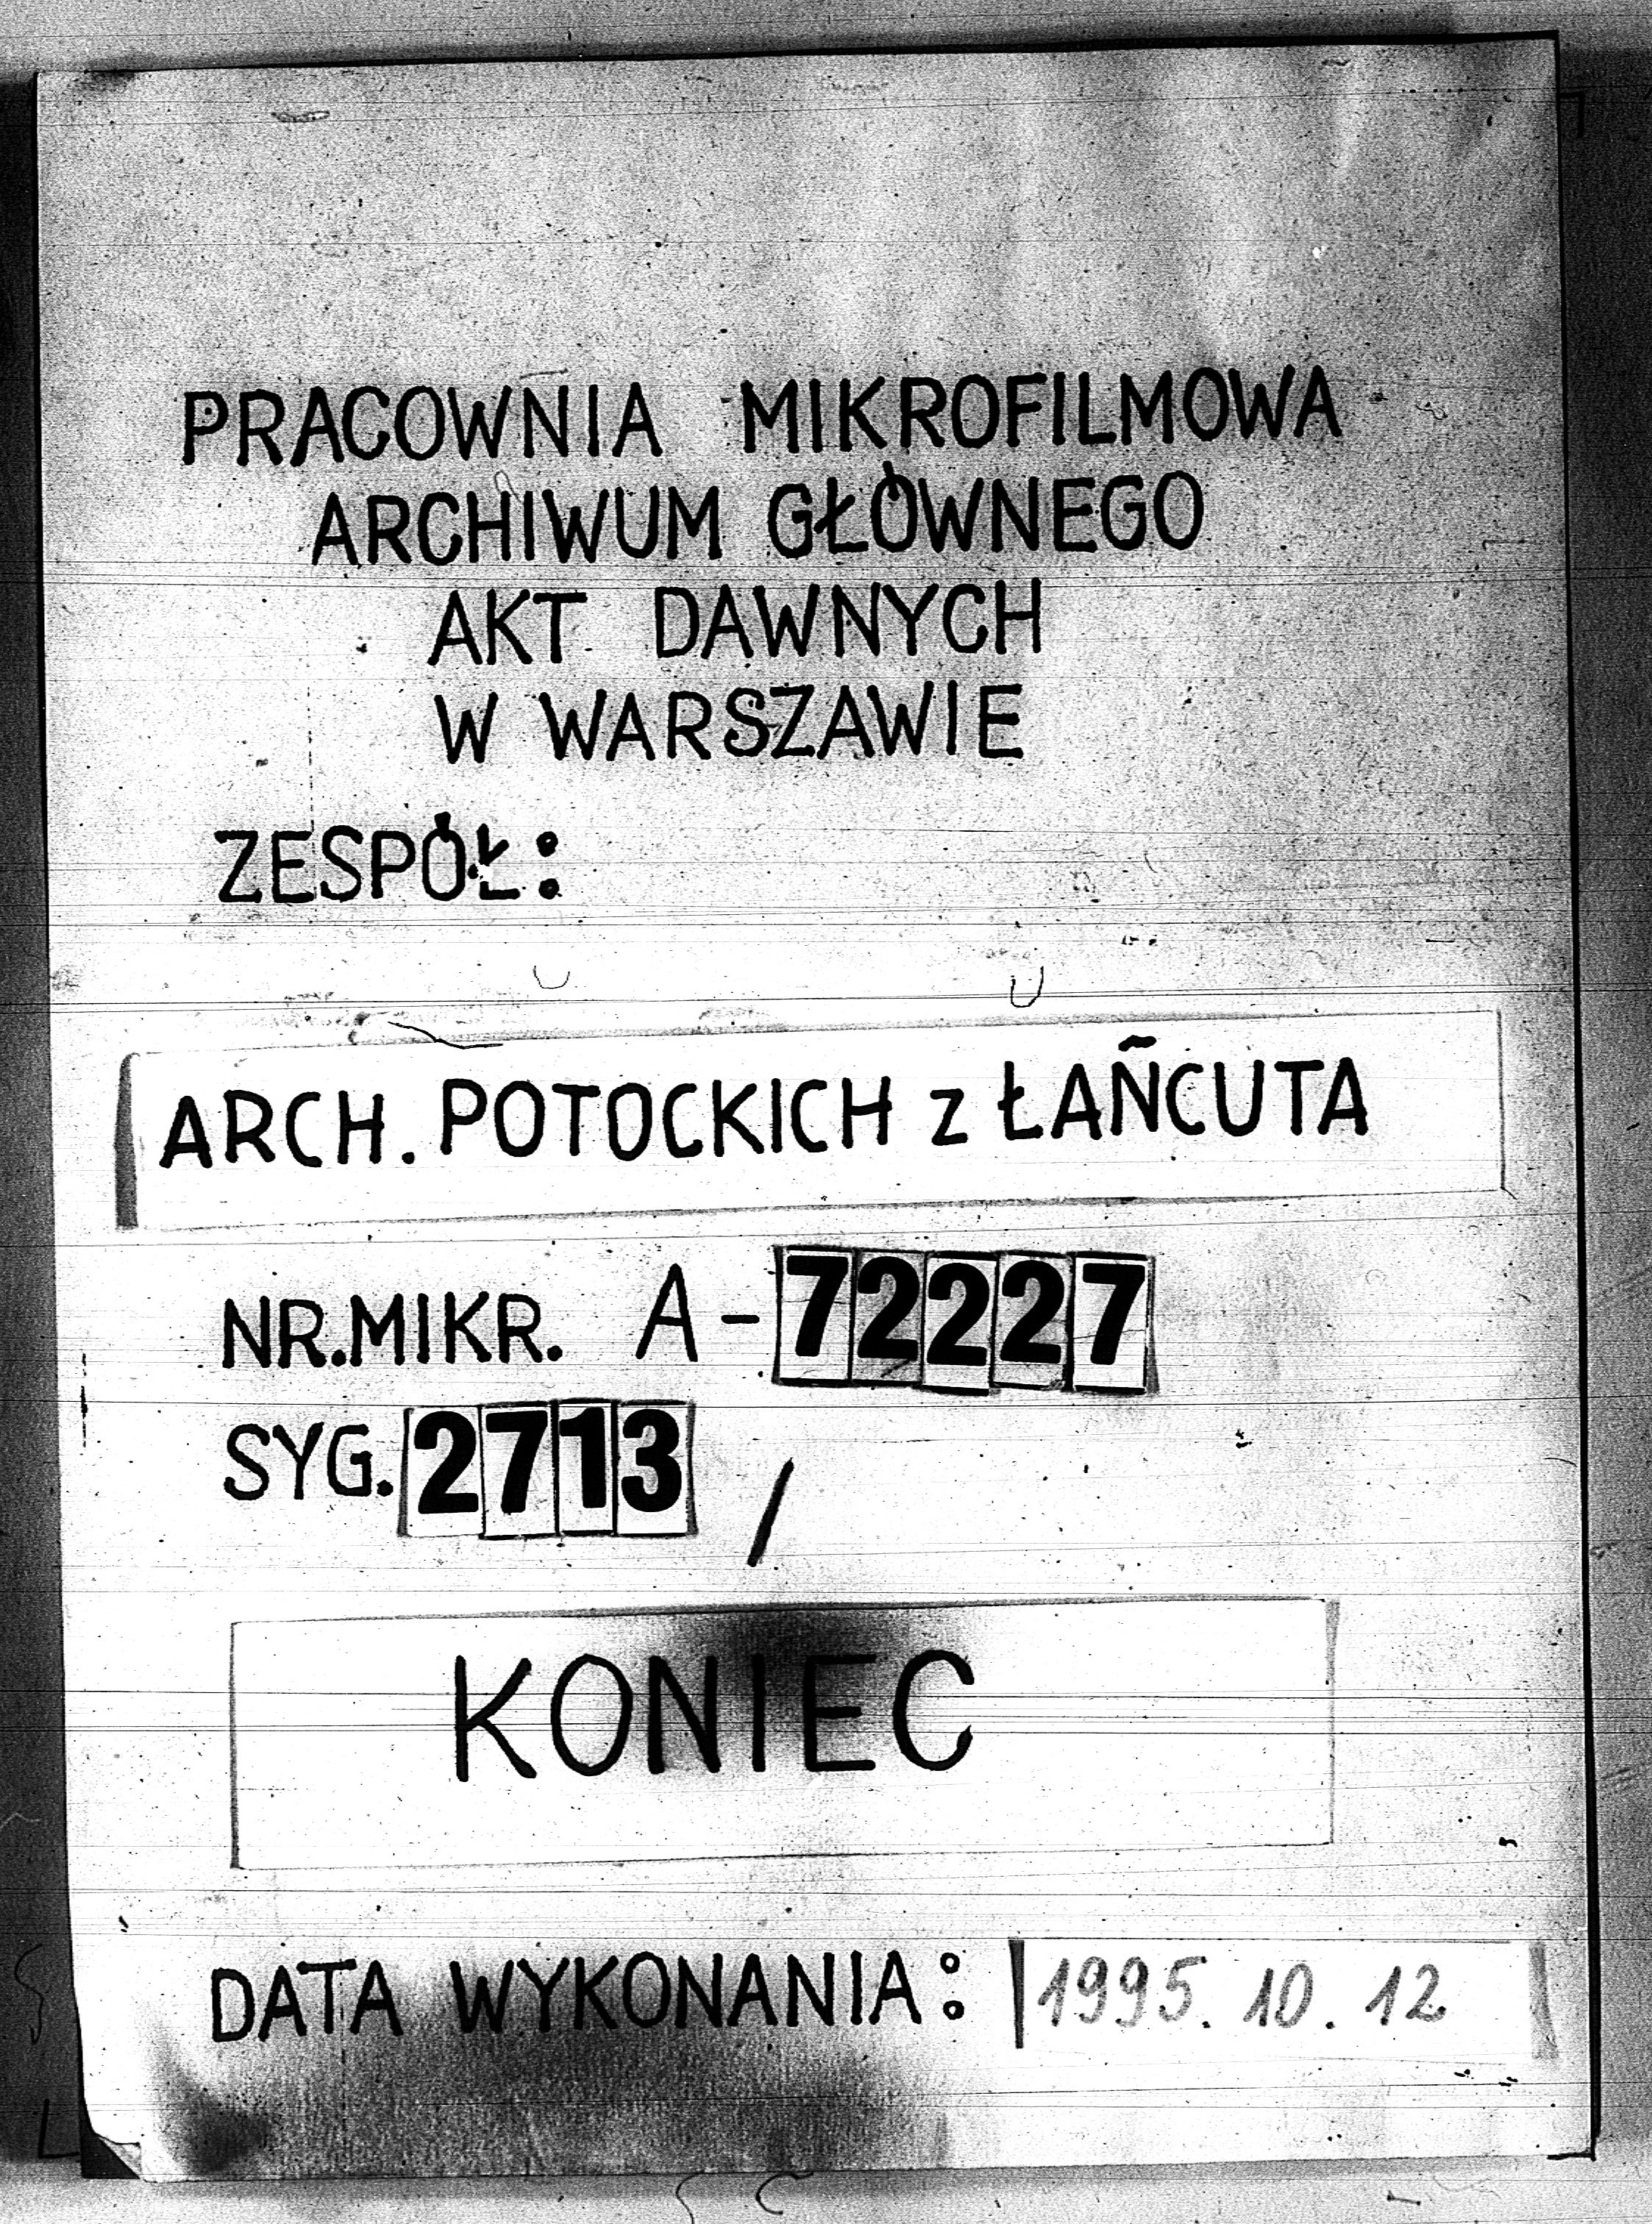 PRACOWNIA MIKROFILMOWA
ARCHIWUM GŁÓWNEGO
AKT DAWNYCH
W WARSZAWIE
ZESPÓŁ:
ARCH. POTOCKICH z ŁAŃCUTA
NR.MIKR. A-72227
SYG. 2713 /
KONIEC
DATA WYKONANIA: 1995. 10. 12